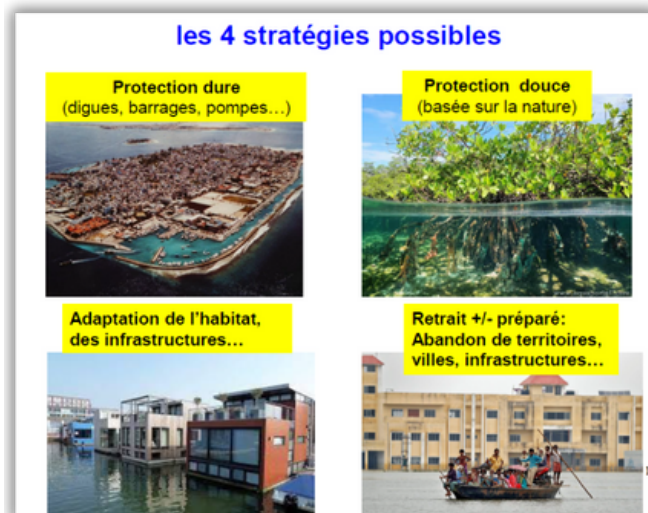 les 4 stratégies possibles
Protection dure
(digues, barrages, pompes…)
Protection douce
(basée sur la nature)
Adaptation de l'habitat,
des infrastructures…
Retrait +/- préparé:
Abandon de territoires,
villes, infrastructures…